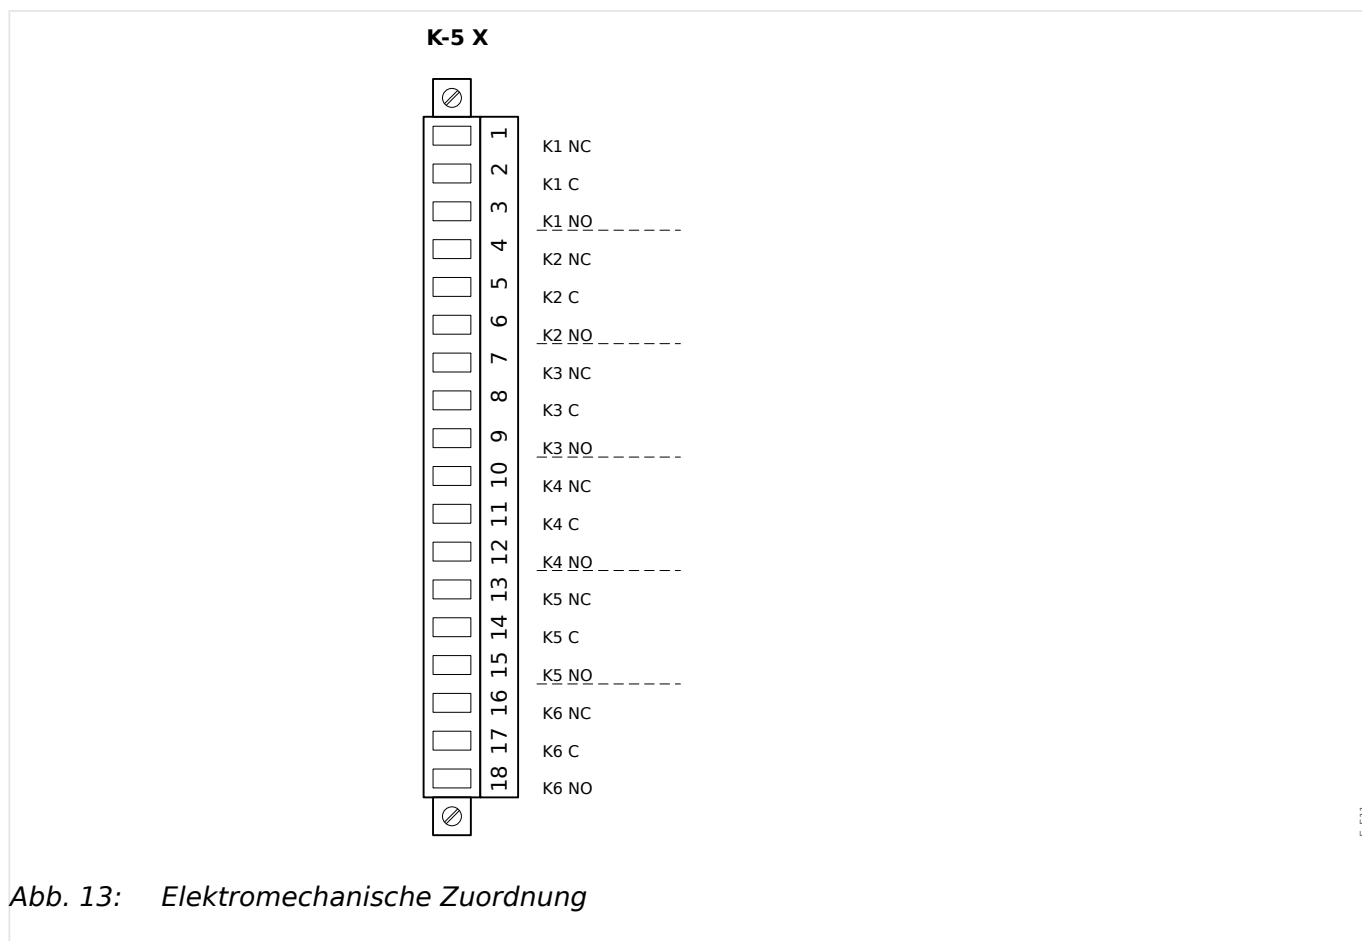 K-5 X
1 K1 NC
2 K1 C
3 K1 NO
4 K2 NC
5 K2 C
6 K2 NO
7 K3 NC
8 K3 C
9 K3 NO
10 K4 NC
11 K4 C
12 K4 NO
13 K5 NC
14 K5 C
15 K5 NO
16 K6 NC
17 K6 C
18 K6 NO
Abb. 13: Elektromechanische Zuordnung